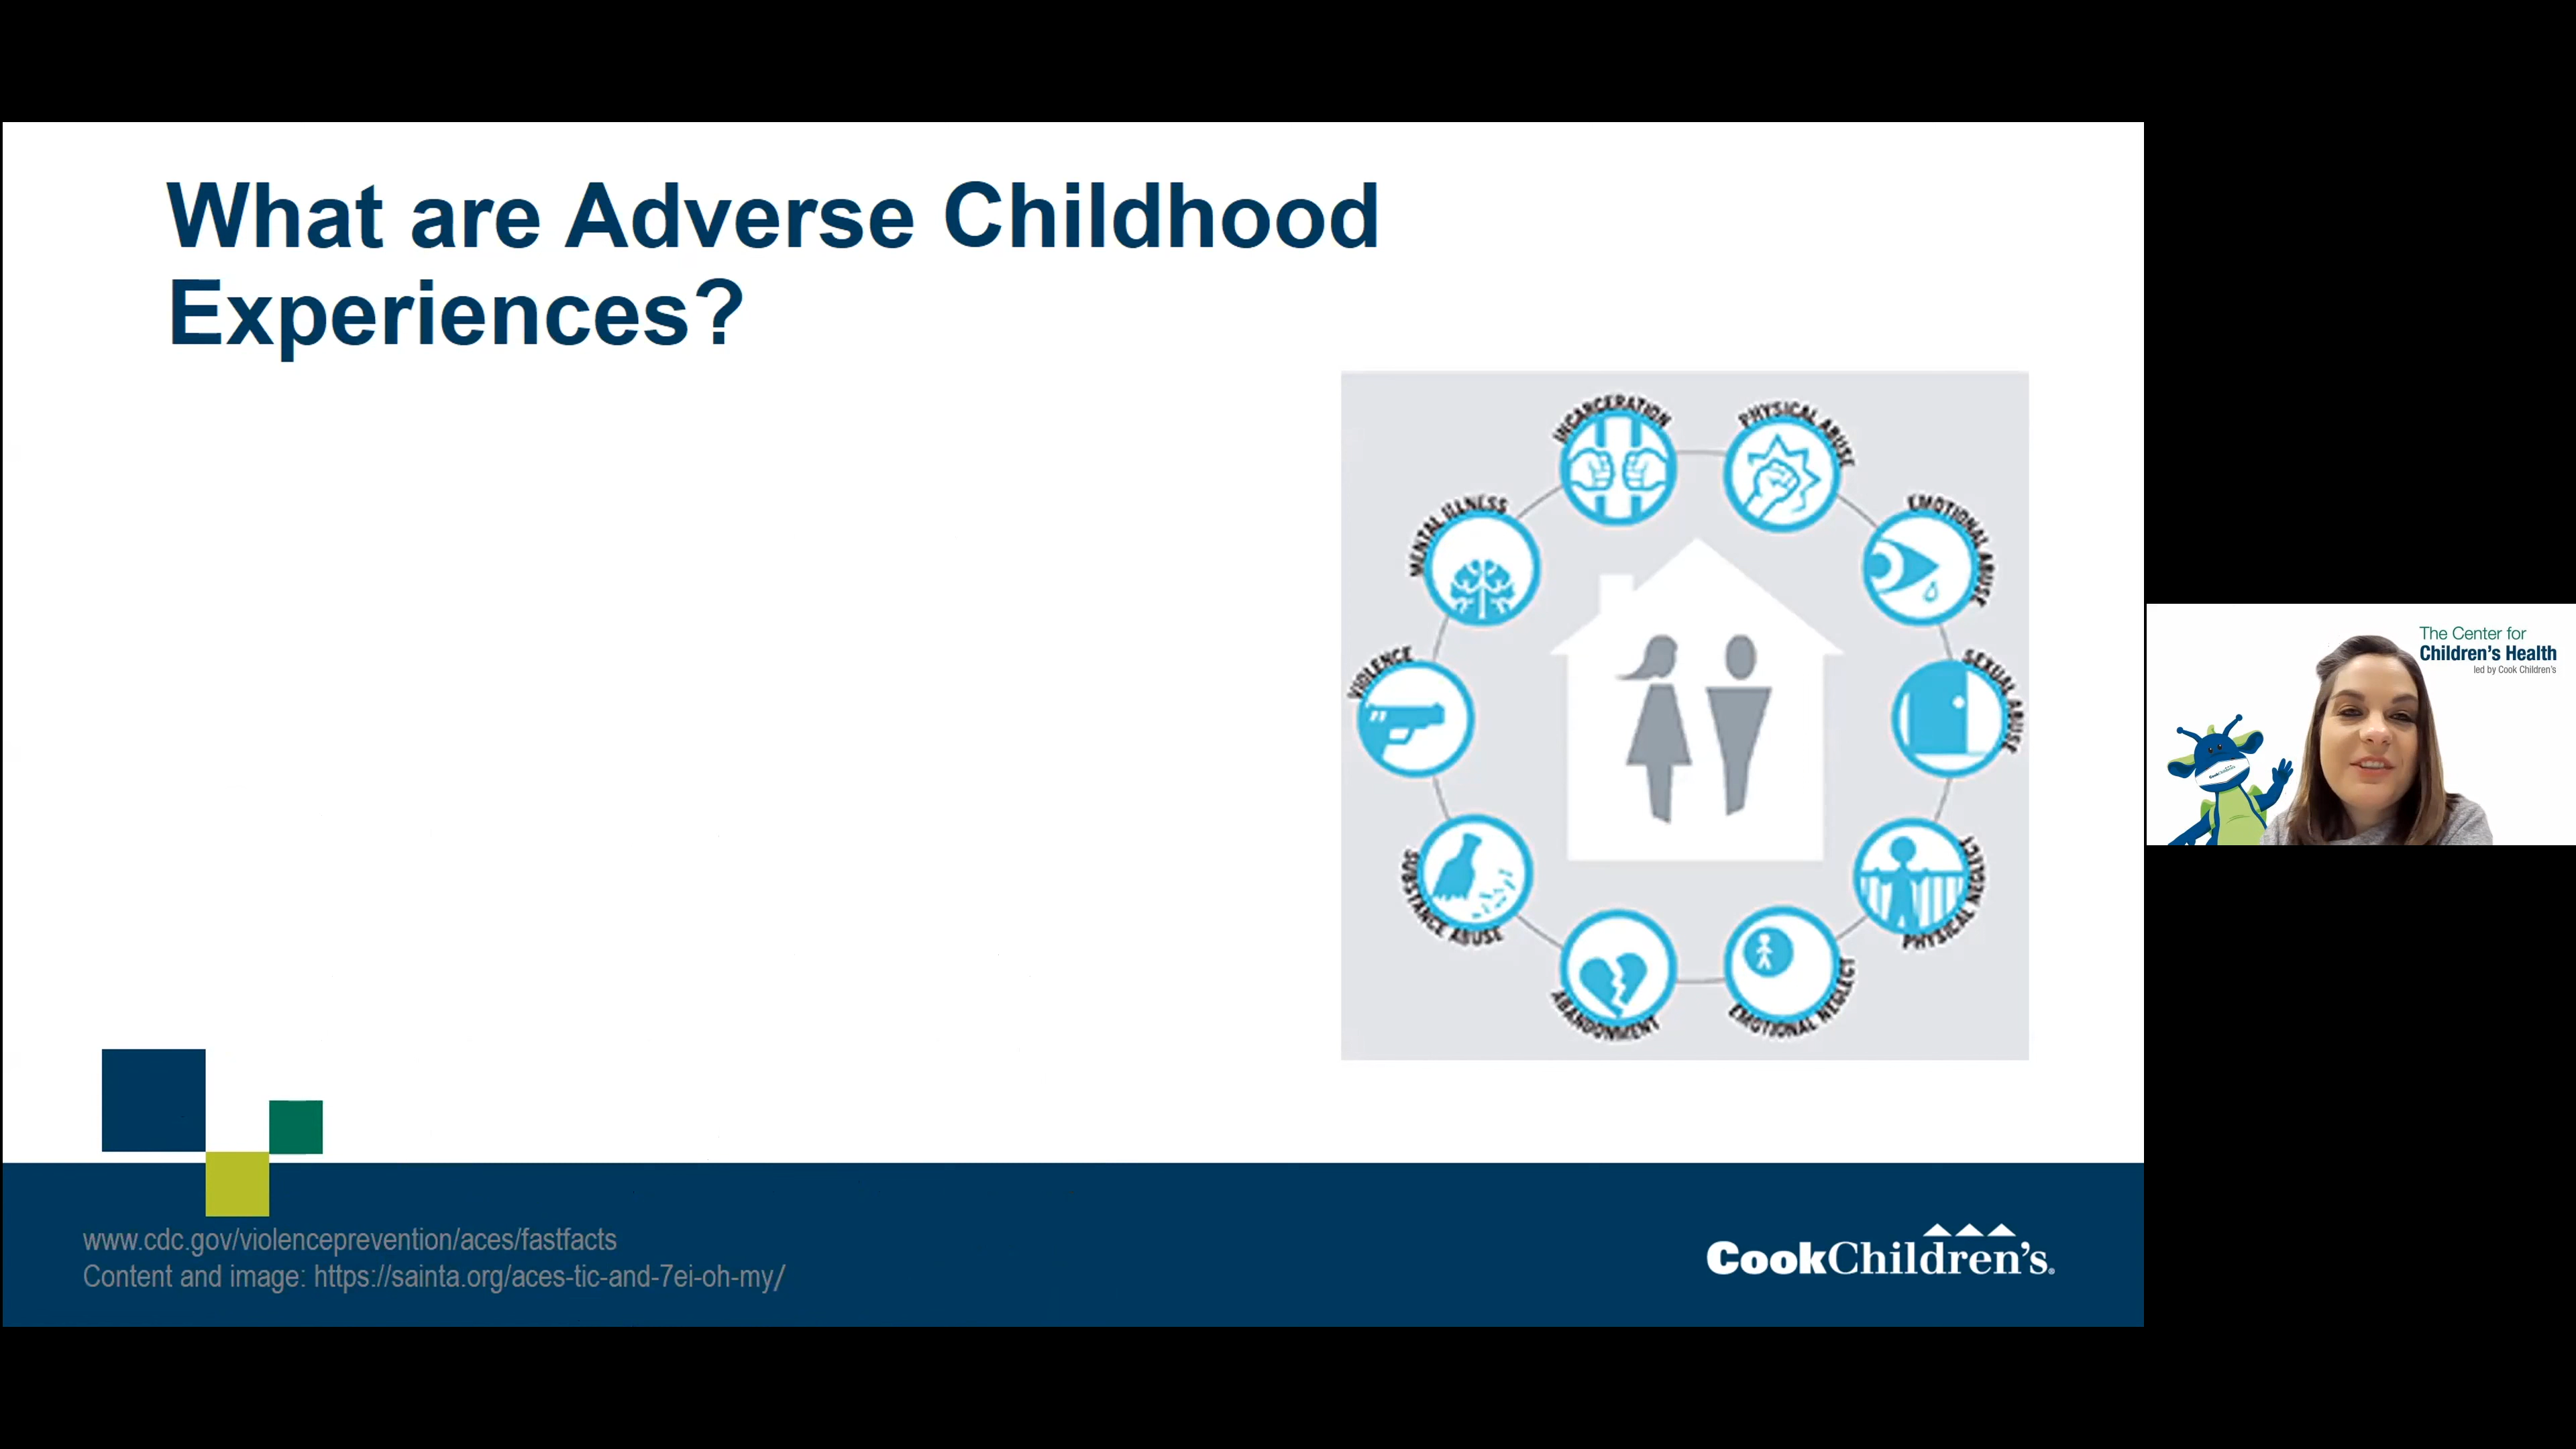 What are Adverse Childhood
Experiences?
INCARCERATION
PHYSICAL ABUSE
EMOTIONAL ABUSE
SEXUAL ABUSE
PHYSICAL NEGLECT
EMOTIONAL NEGLECT
ABANDONMENT
SUBSTANCE ABUSE
VIOLENCE
MENTAL ILLNESS
www.cdc.gov/violenceprevention/aces/fastfacts
Content and image: https://sainta.org/aces-tic-and-7ei-oh-my/
CookChildren's®
The Center for
Children's Health
led by Cook Children's